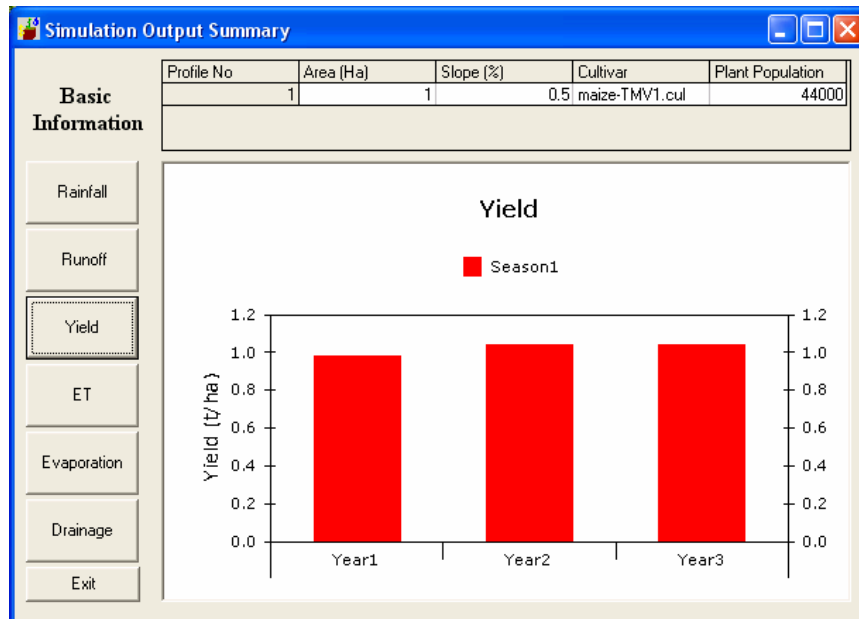 Simulation Output Summary
Basic
Information
Profile No Area (Ha) Slope (%) Cultivar Plant Population
1 1 0.5 maize-TMV1.cul 44000
Rainfall
Runoff
Yield
ET
Evaporation
Drainage
Exit
Yield
Season1
Yield (t/ha)
1.2 1.2
1.0 1.0
0.8 0.8
0.6 0.6
0.4 0.4
0.2 0.2
0.0 0.0
Year1 Year2 Year3